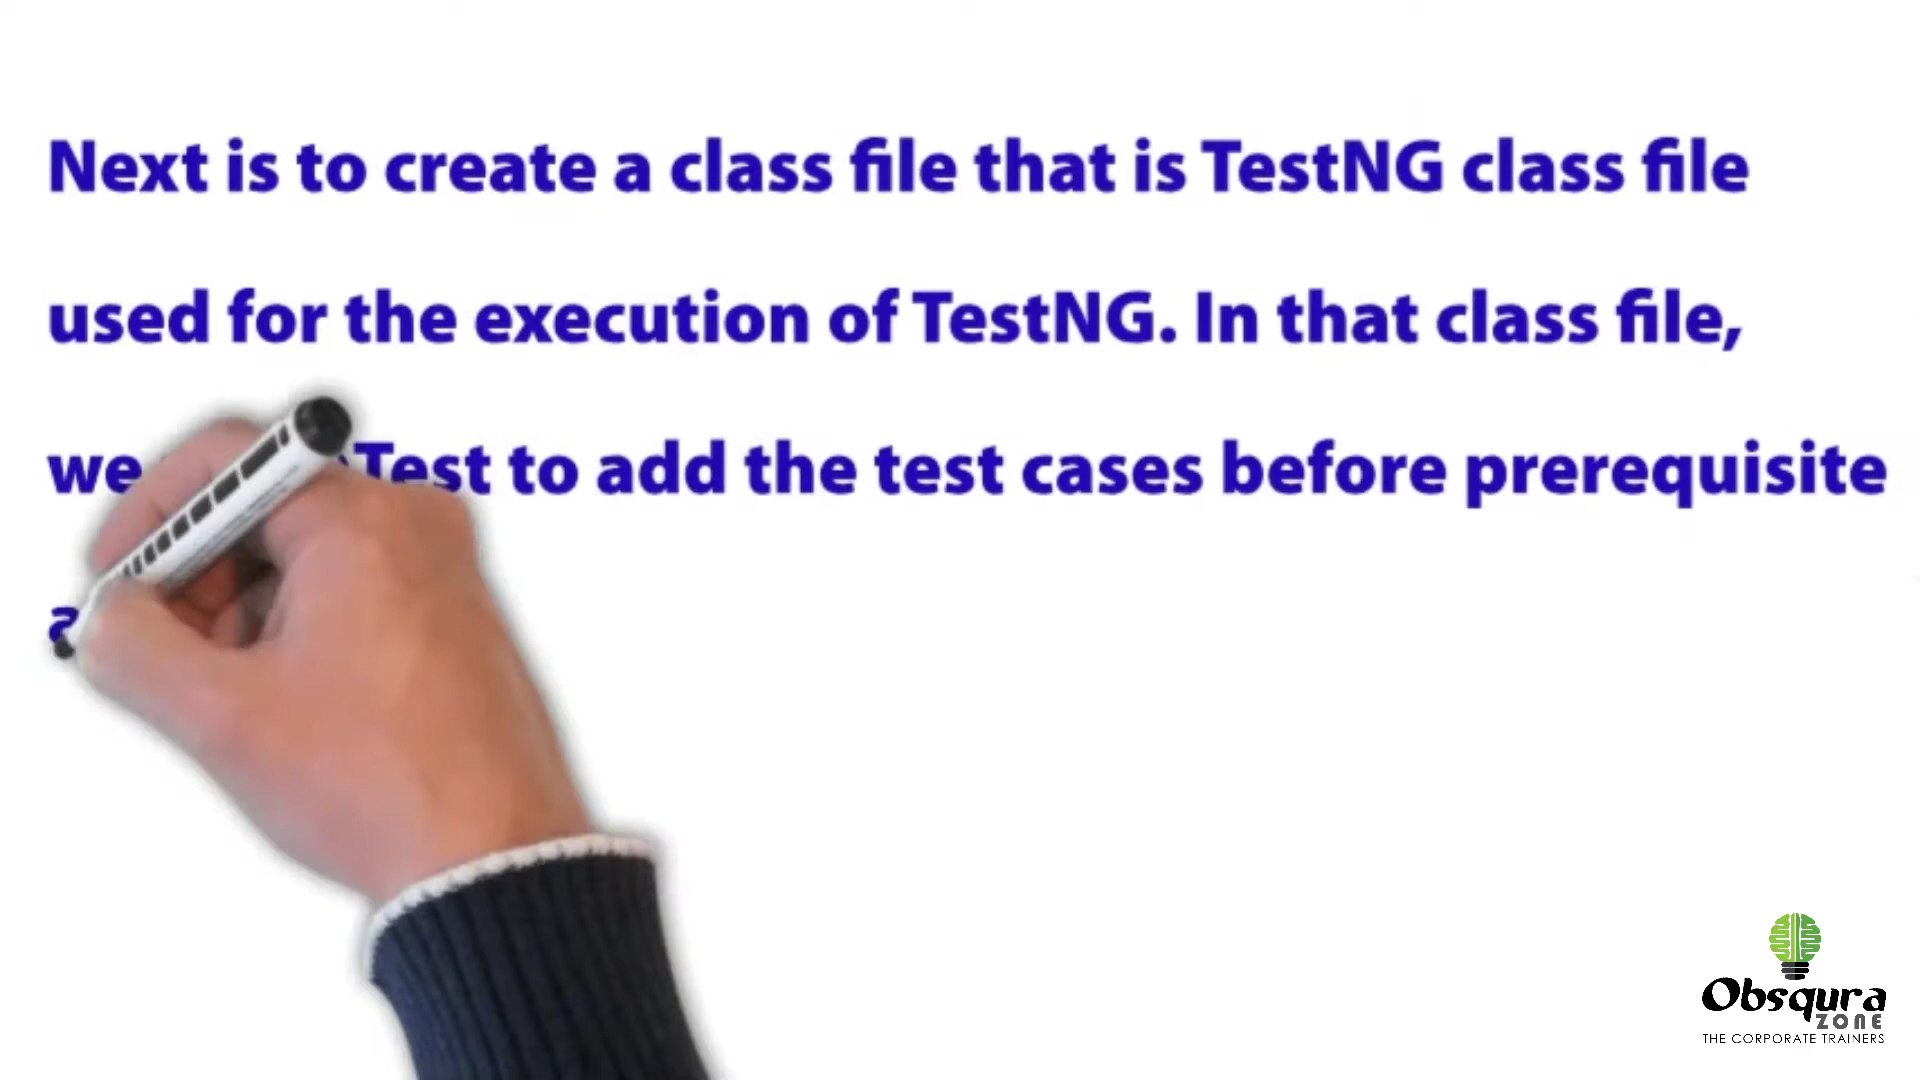 Next is to create a class file that is TestNG class file
used for the execution of TestNG. In that class file,
we Test to add the test cases before prerequisite
Obsqura
ZONE
THE CORPORATE TRAINERS